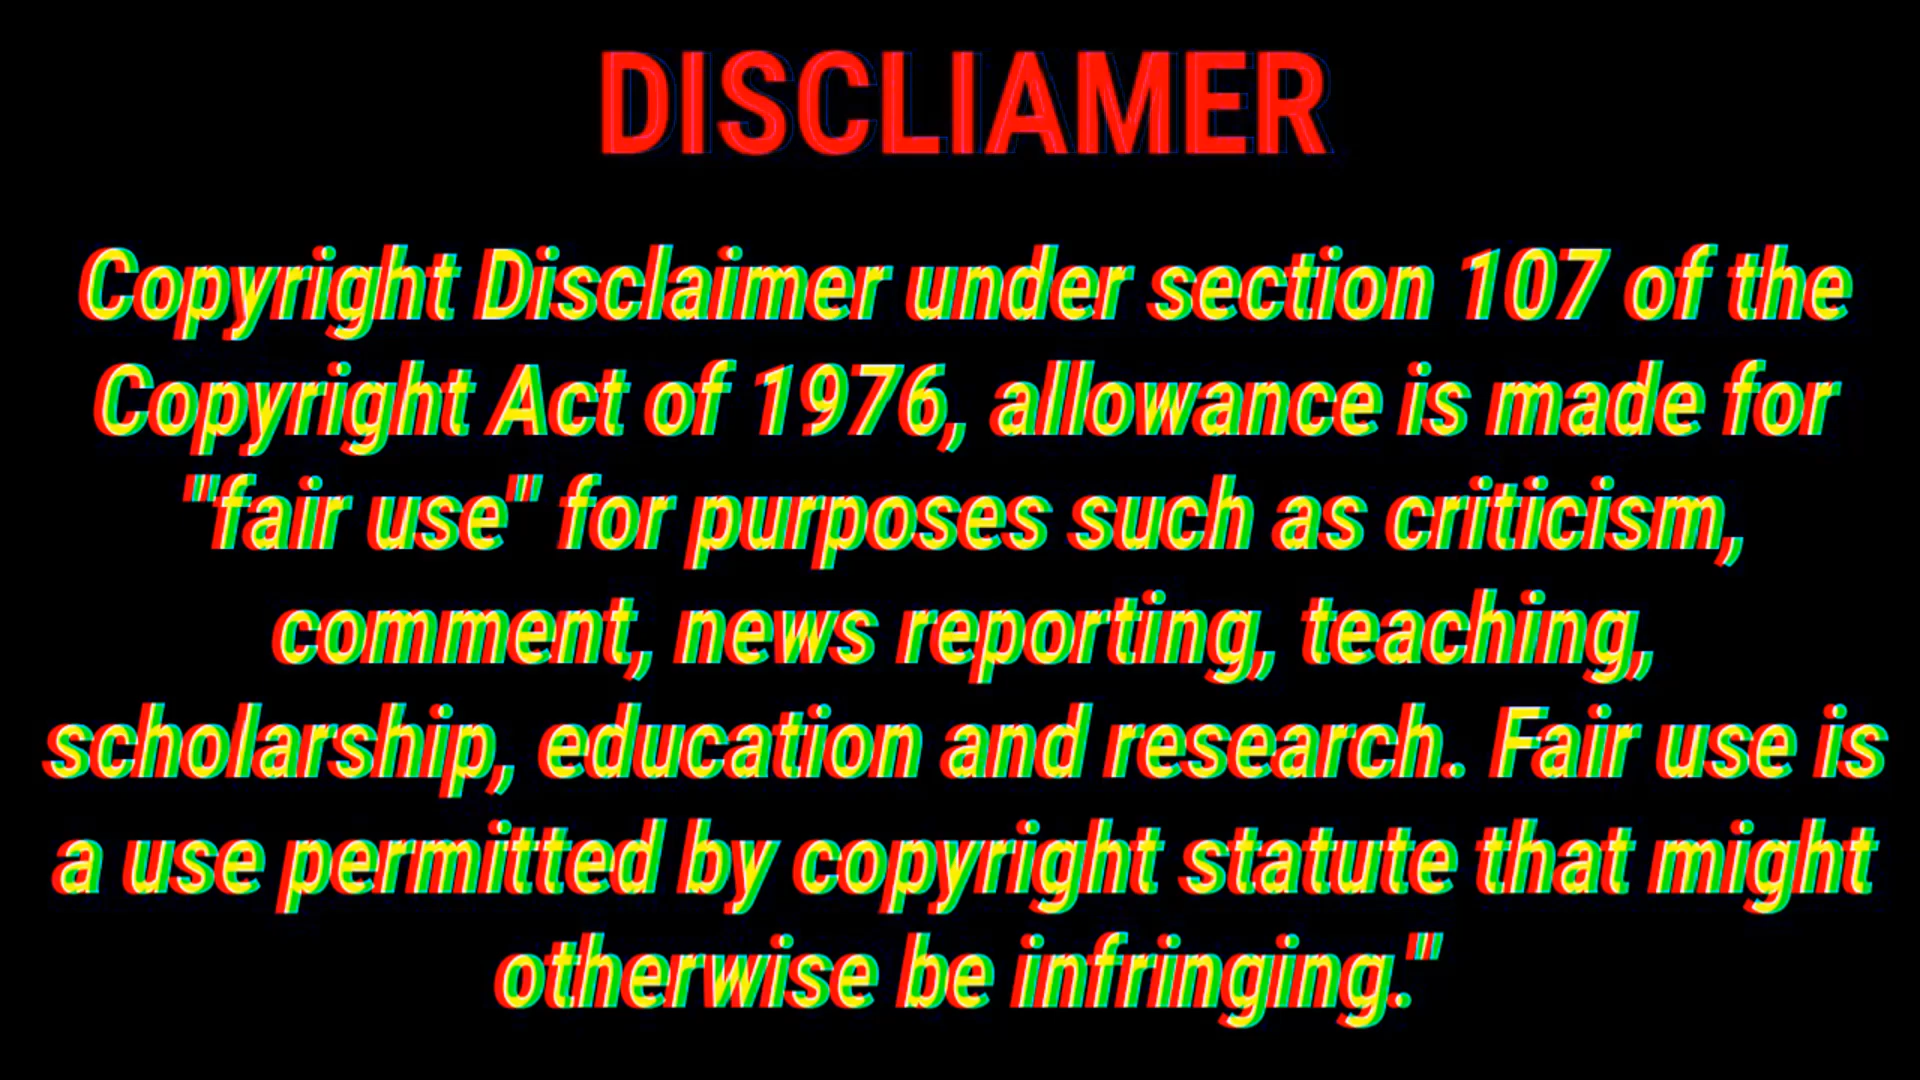 DISCLIAMER
Copyright Disclaimer under section 107 of the
Copyright Act of 1976, allowance is made for
"fair use" for purposes such as criticism,
comment, news reporting, teaching,
scholarship, education and research. Fair use is
a use permitted by copyright statute that might
otherwise be infringing."